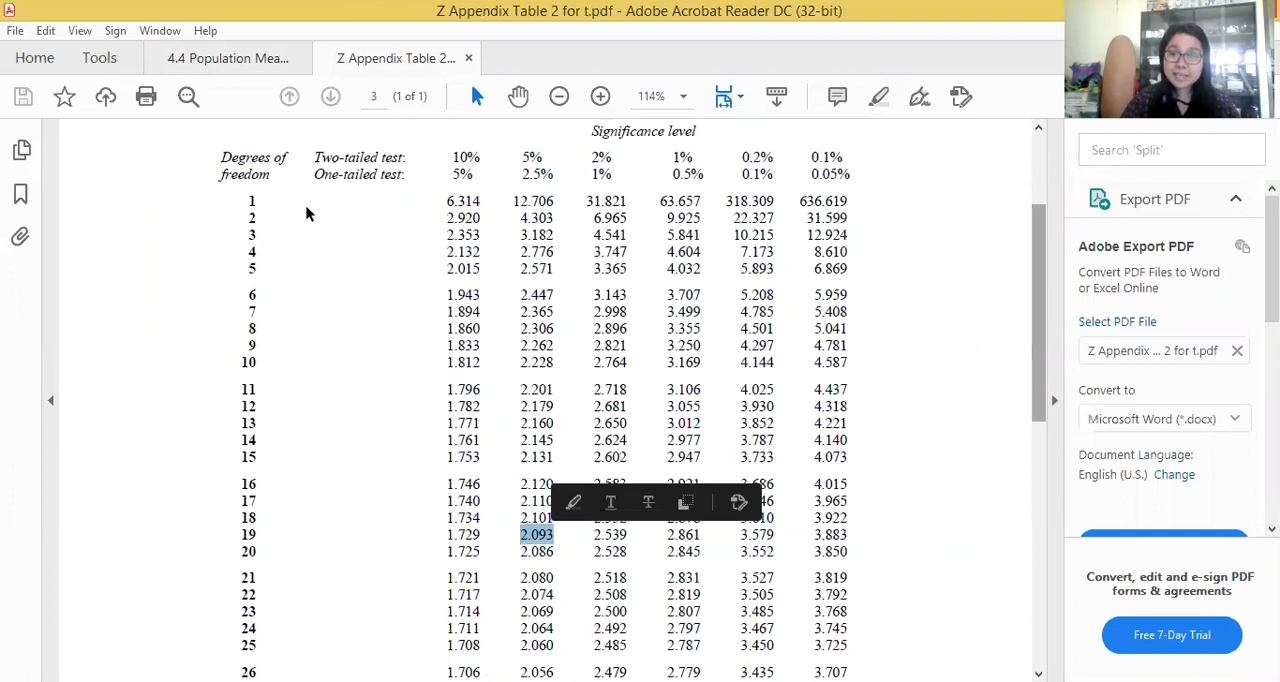 Z Appendix Table 2 for t.pdf - Adobe Acrobat Reader DC (32-bit)
File Edit View Sign Window Help
Home Tools 4.4 Population Mea... Z Appendix Table 2... ×
3 (1 of 1) 114%
Search 'Split'
Export PDF
Adobe Export PDF
Convert PDF Files to Word
or Excel Online
Select PDF File
Z Appendix ... 2 for t.pdf
Convert to
Microsoft Word (*.docx)
Document Language:
English (U.S.) Change
Convert, edit and e-sign PDF
forms & agreements
Free 7-Day Trial
Significance level
Degrees of Two-tailed test: 10% 5% 2% 1% 0.2% 0.1%
freedom One-tailed test: 5% 2.5% 1% 0.5% 0.1% 0.05%
1 6.314 12.706 31.821 63.657 318.309 636.619
2 2.920 4.303 6.965 9.925 22.327 31.599
3 2.353 3.182 4.541 5.841 10.215 12.924
4 2.132 2.776 3.747 4.604 7.173 8.610
5 2.015 2.571 3.365 4.032 5.893 6.869
6 1.943 2.447 3.143 3.707 5.208 5.959
7 1.894 2.365 2.998 3.499 4.785 5.408
8 1.860 2.306 2.896 3.355 4.501 5.041
9 1.833 2.262 2.821 3.250 4.297 4.781
10 1.812 2.228 2.764 3.169 4.144 4.587
11 1.796 2.201 2.718 3.106 4.025 4.437
12 1.782 2.179 2.681 3.055 3.930 4.318
13 1.771 2.160 2.650 3.012 3.852 4.221
14 1.761 2.145 2.624 2.977 3.787 4.140
15 1.753 2.131 2.602 2.947 3.733 4.073
16 1.746 2.120 4.015
17 1.740 2.110 3.965
18 1.734 2.101 3.922
19 1.729 2.093 2.539 2.861 3.579 3.883
20 1.725 2.086 2.528 2.845 3.552 3.850
21 1.721 2.080 2.518 2.831 3.527 3.819
22 1.717 2.074 2.508 2.819 3.505 3.792
23 1.714 2.069 2.500 2.807 3.485 3.768
24 1.711 2.064 2.492 2.797 3.467 3.745
25 1.708 2.060 2.485 2.787 3.450 3.725
26 1.706 2.056 2.479 2.779 3.435 3.707